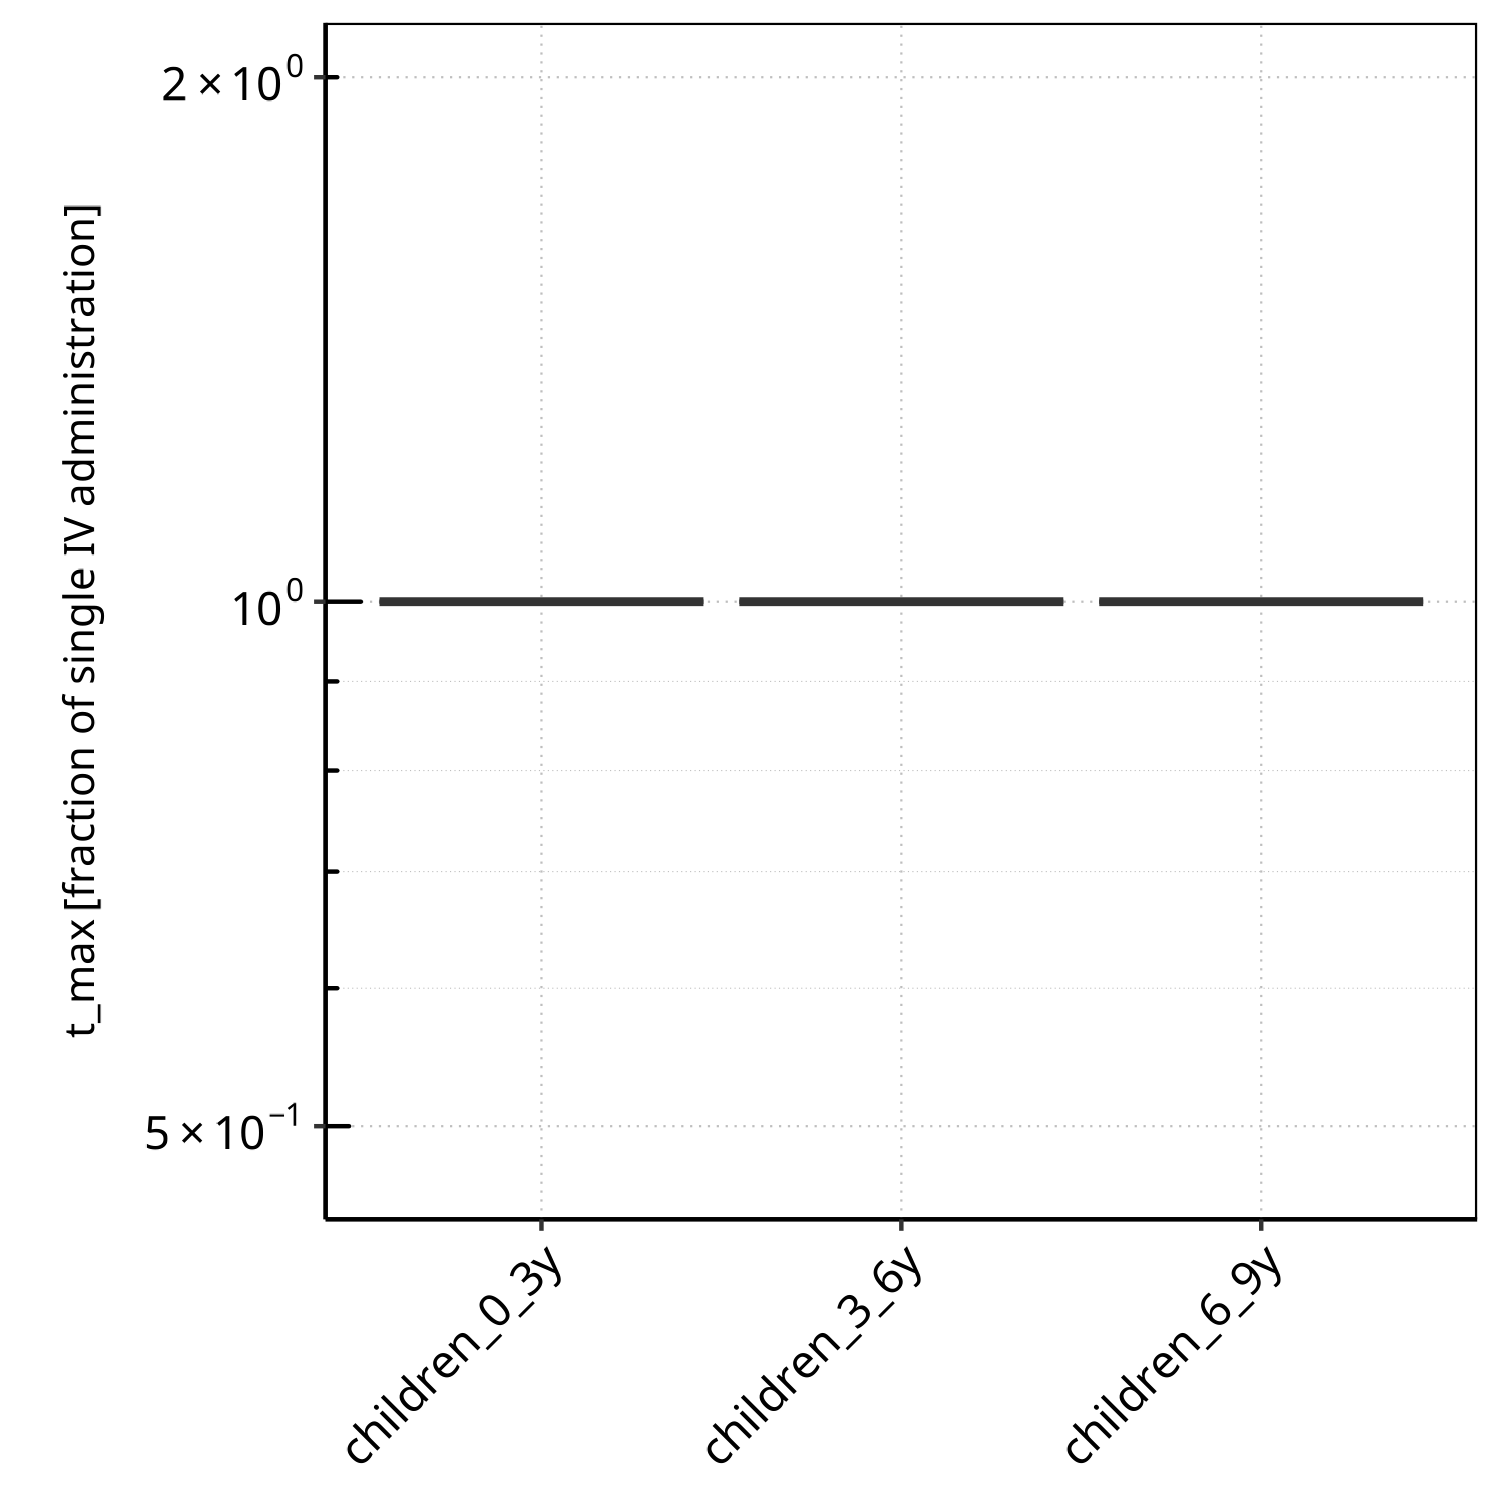 t_max [fraction of single IV administration]
2 × 10⁰
10⁰
5 × 10⁻¹
children_0_3y
children_3_6y
children_6_9y